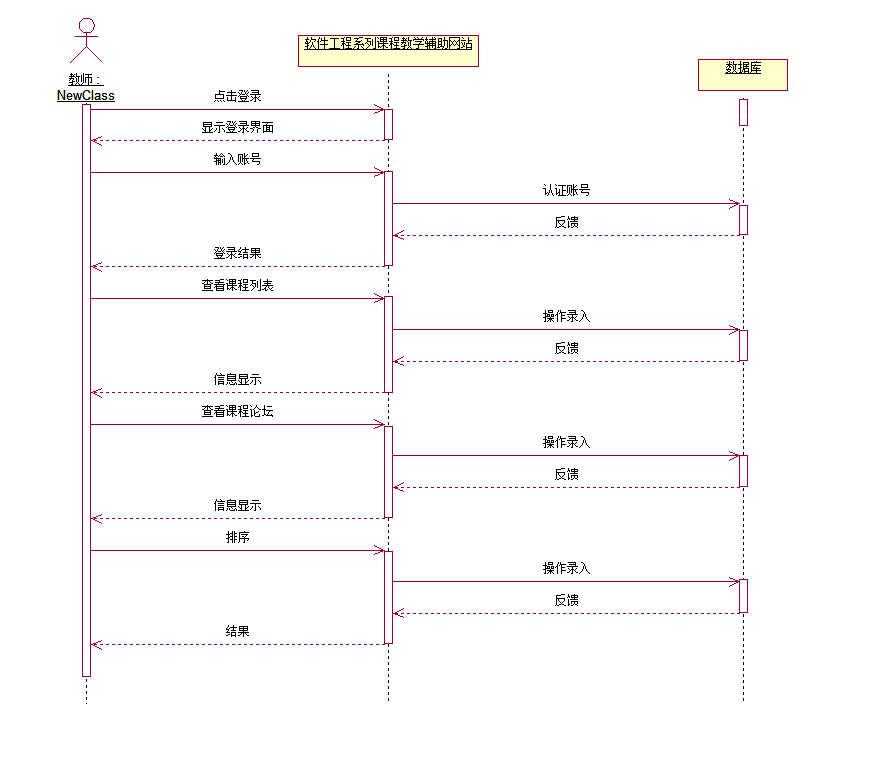 软件工程系列课程教学辅助网站
数据库
教师：
NewClass
点击登录
显示登录界面
输入账号
认证账号
反馈
登录结果
查看课程列表
操作录入
反馈
信息显示
查看课程论坛
操作录入
反馈
信息显示
排序
操作录入
反馈
结果